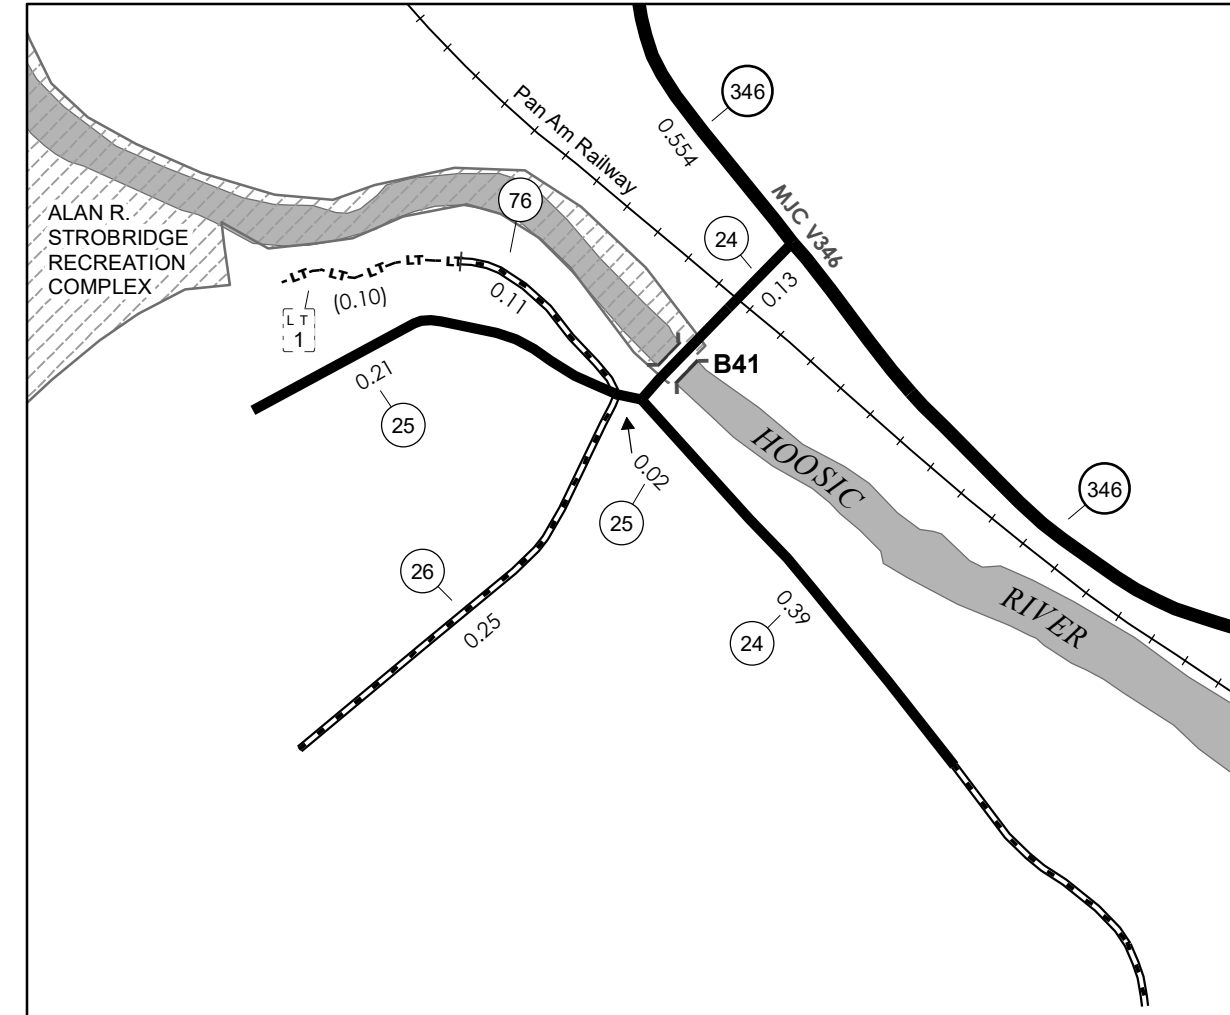 346
0.554
Pan Am Railway
MJC V346
76
24
0.13
ALAN R.
STROBRIDGE
RECREATION
COMPLEX
LT LT LT LT LT
(0.10)
0.11
L T
1
B41
0.21
25
HOOSIC
0.02
25
346
26
0.25
0.39
24
RIVER